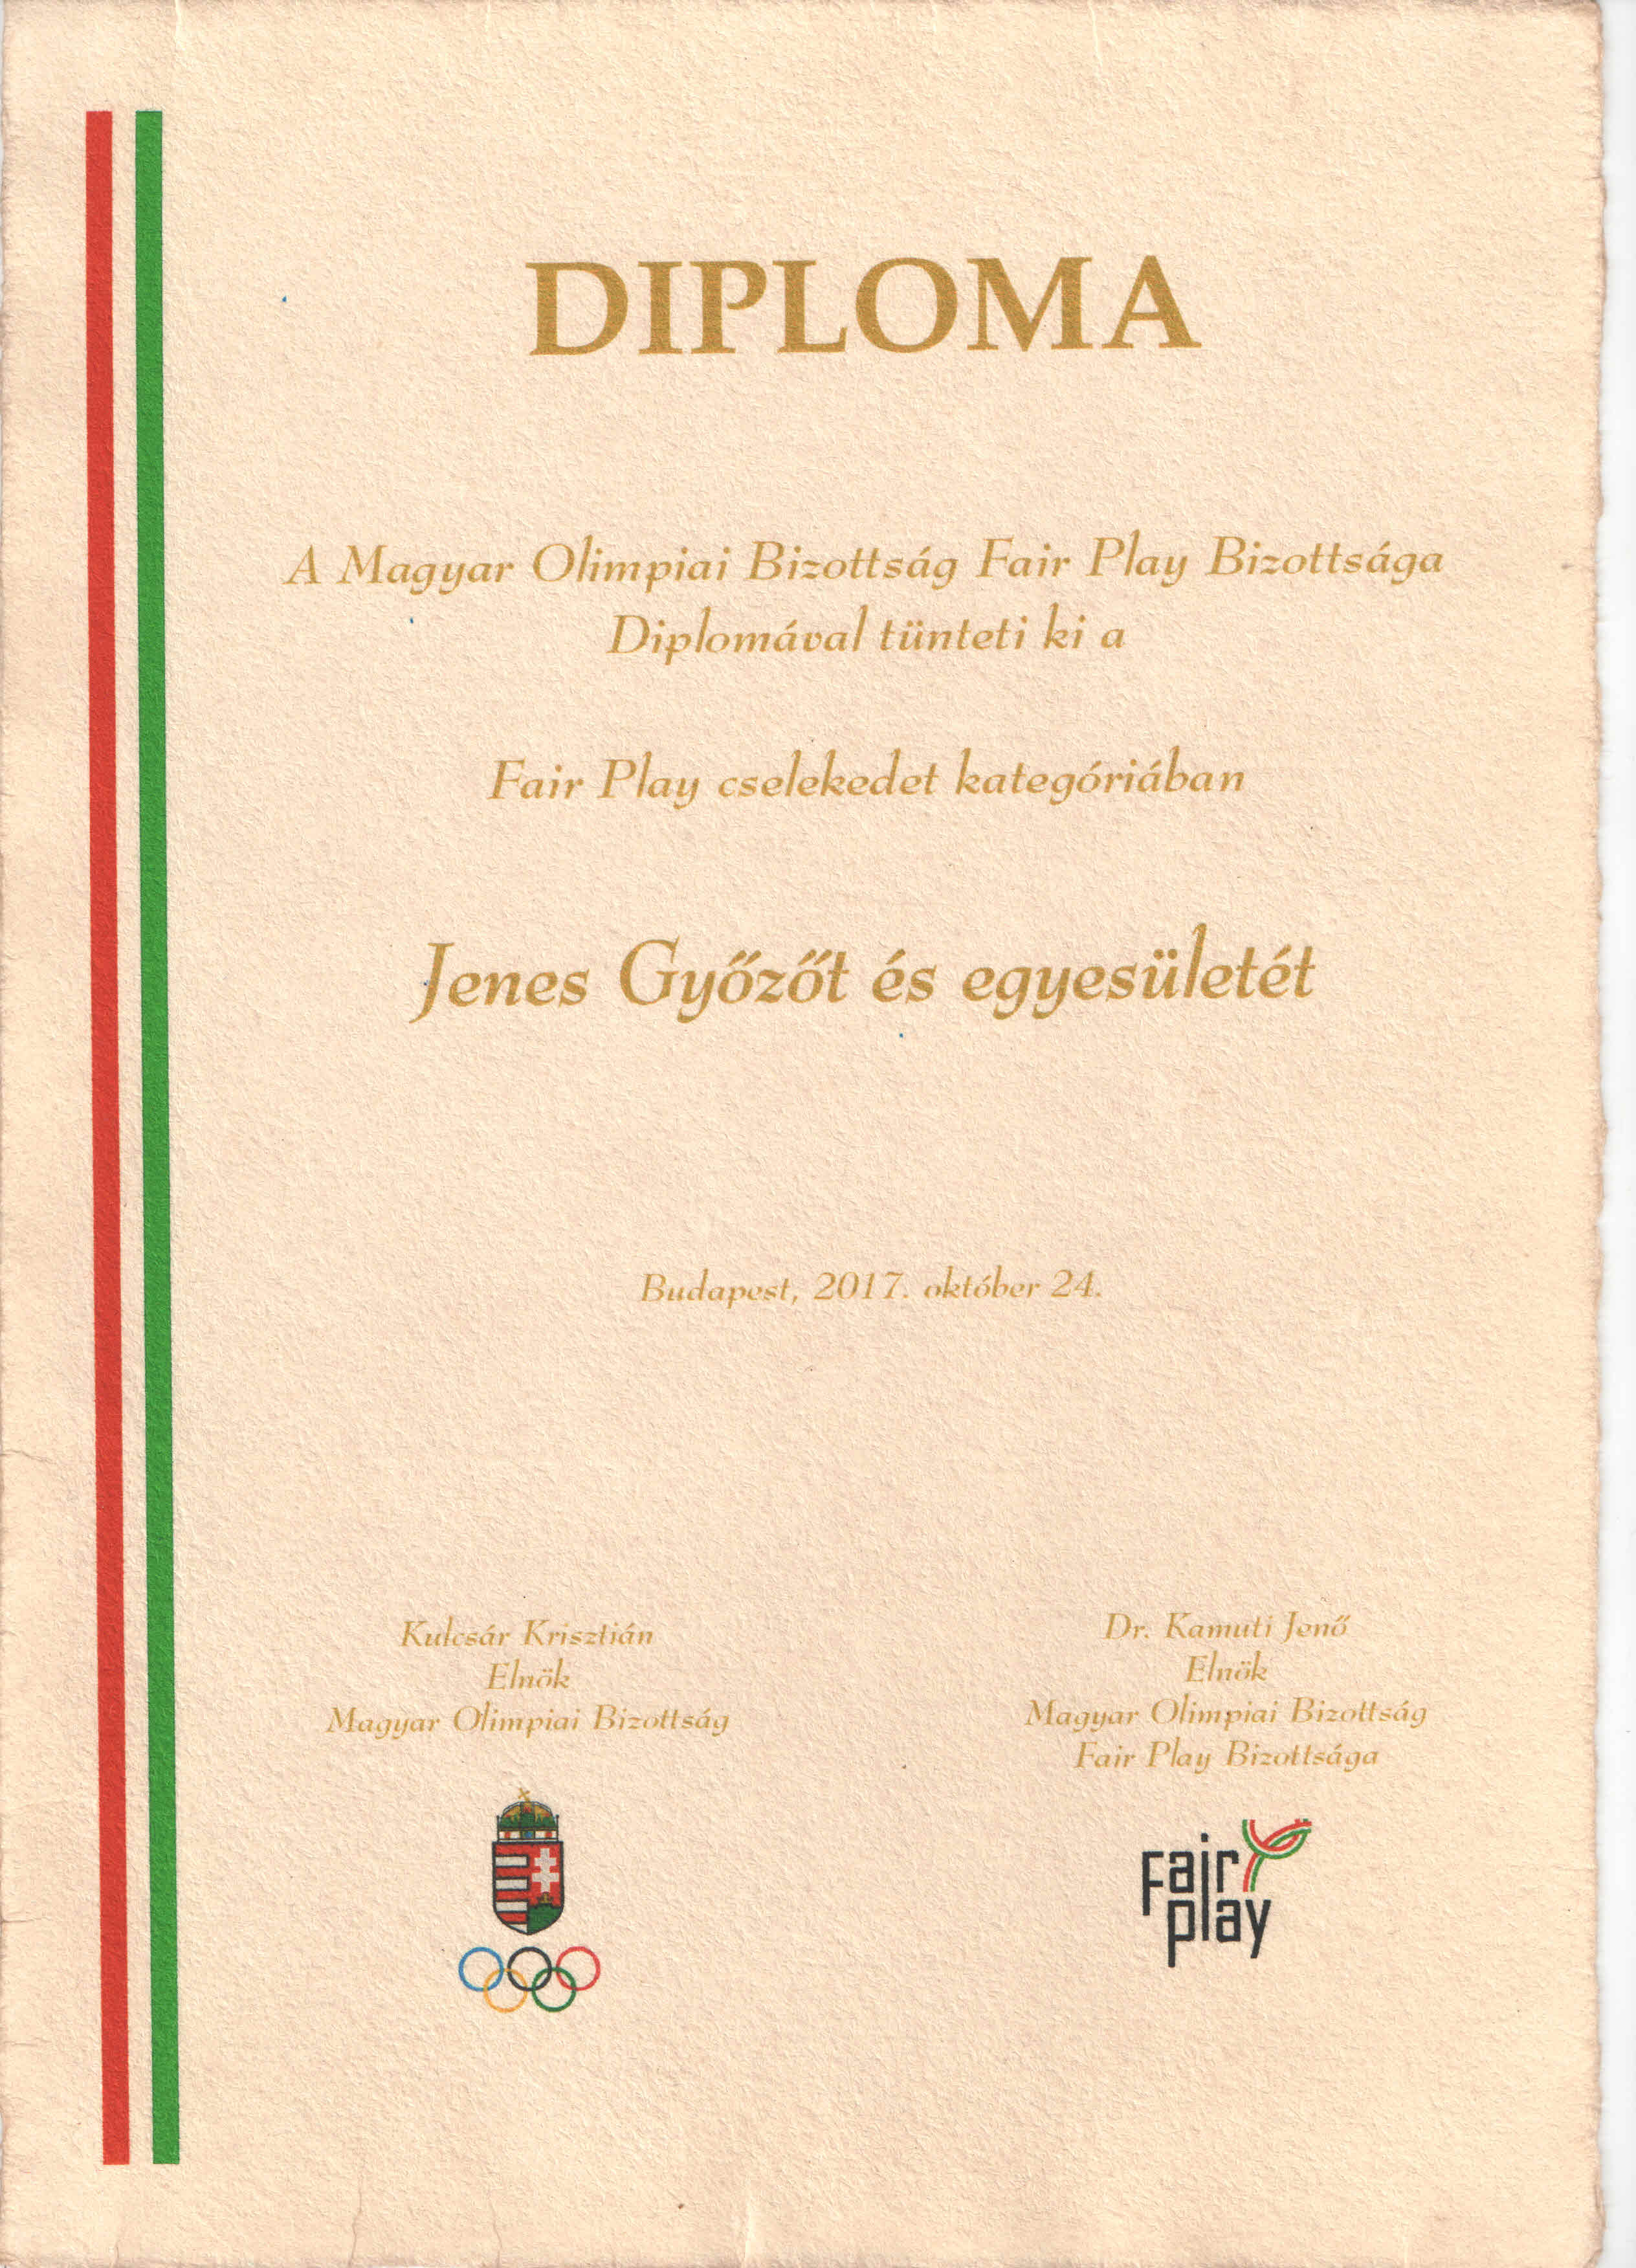 DIPLOMA
A Magyar Olimpiai Bizottság Fair Play Bizottsága
Diplomával tünteti ki a
Fair Play cselekedet kategóriában
Jenes Győzőt és egyesületét
Budapest, 2017. október 24.
Kulcsár Krisztián
Elnök
Magyar Olimpiai Bizottság
Dr. Kamuti Jenő
Elnök
Magyar Olimpiai Bizottság
Fair Play Bizottsága
Fair
play